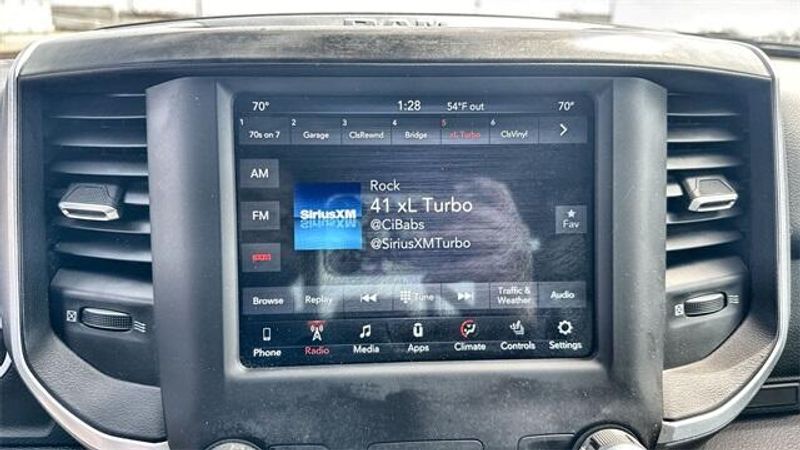 RAM
70° 1:28 54°F out 70°
1 2 3 4 5 6
70s on 7 Garage ClsRewnd Bridge xL Turbo ClsVinyl
AM
FM
SiriusXM
Rock
41 xL Turbo
@CiBabs
@SiriusXMTurbo
Fav
Browse Replay Tune Traffic & Weather Audio
Phone Radio Media Apps Climate Controls Settings